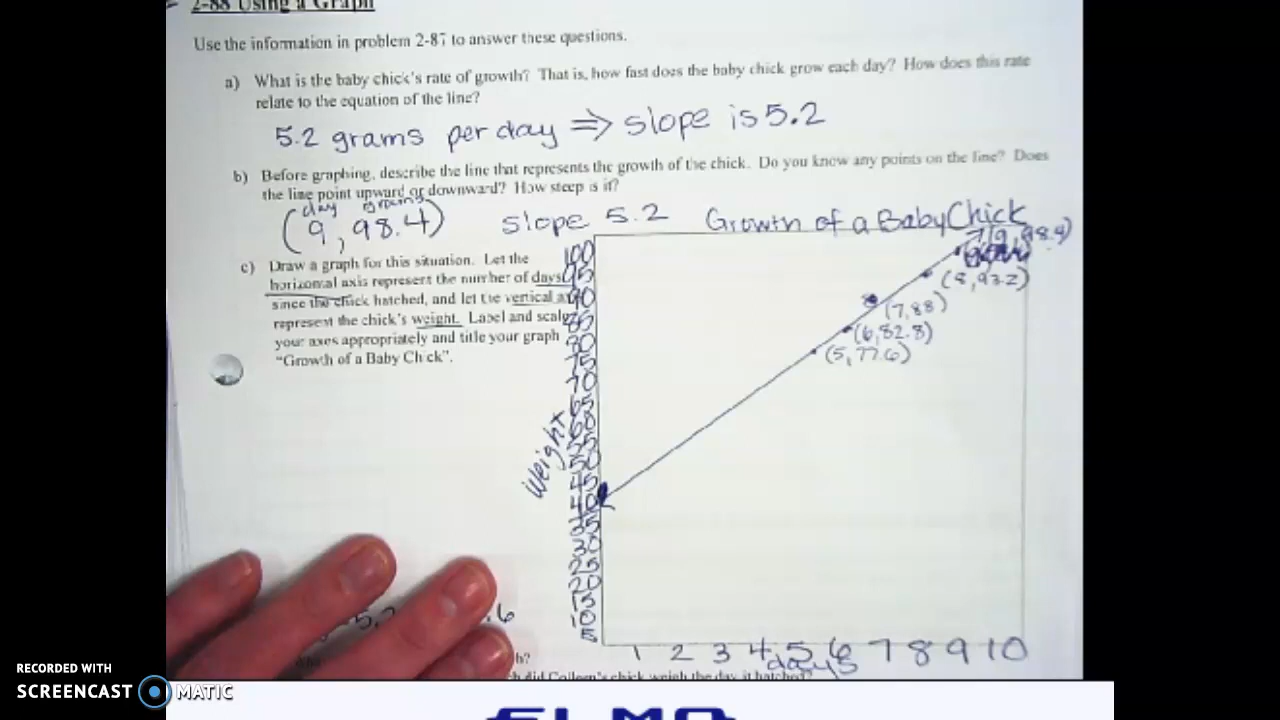 2-88 Using a Graph
Use the information in problem 2-87 to answer these questions.
a) What is the baby chick's rate of growth? That is, how fast does the baby chick grow each day? How does this rate
relate to the equation of the line?
5.2 grams per day ⇒ slope is 5.2
b) Before graphing, describe the line that represents the growth of the chick. Do you know any points on the line? Does
the line point upward or downward? How steep is it?
day grams
(9, 98.4)
slope 5.2
Growth of a Baby Chick
c) Draw a graph for this situation. Let the
horizontal axis represent the number of days
since the chick hatched, and let the vertical
represent the chick's weight. Label and scale
your axes appropriately and title your graph
"Growth of a Baby Chick".
100
95
90
85
80
75
70
65
60
55
50
45
40
35
30
25
20
15
10
5
Weight
(8, 93.2)
(7, 88)
(6, 82.8)
(5, 77.6)
1 2 3 4 5 6 7 8 9 10
days
did Colleen's chick weigh the day it hatched?
RECORDED WITH
SCREENCAST MATIC
ELMO